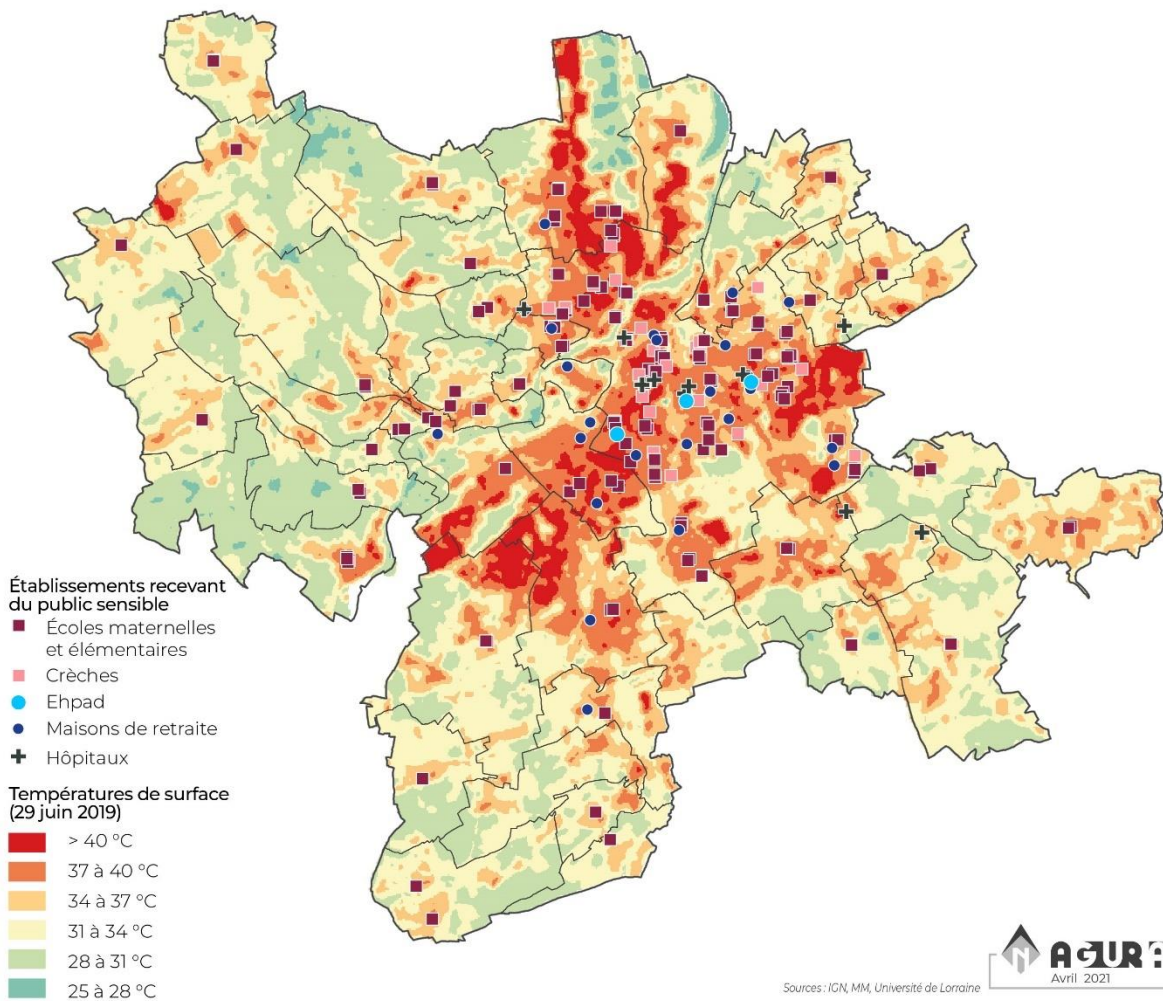 Établissements recevant
du public sensible
Écoles maternelles
et élémentaires
Crèches
Ehpad
Maisons de retraite
Hôpitaux
Températures de surface
(29 juin 2019)
> 40 °C
37 à 40 °C
34 à 37 °C
31 à 34 °C
28 à 31 °C
25 à 28 °C
Sources : IGN, MM, Université de Lorraine
N
AGURA
Avril 2021